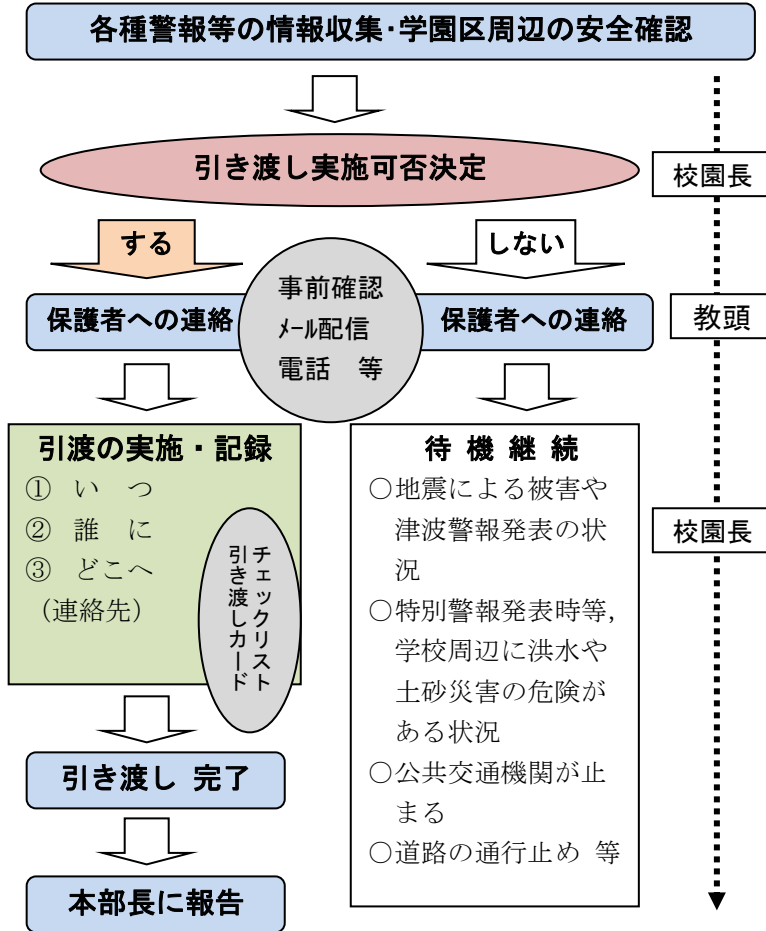 各種警報等の情報収集・学園区周辺の安全確認
引き渡し実施可否決定
校園長
する
しない
事前確認
ﾒｰﾙ配信
電話　等
保護者への連絡
保護者への連絡
教頭
引渡の実施・記録
①　い　つ
②　誰　に
③　どこへ
（連絡先）
チェックリスト
引き渡しカード
待 機 継 続
○地震による被害や
津波警報発表の状
況
○特別警報発表時等,
学校周辺に洪水や
土砂災害の危険が
ある状況
○公共交通機関が止
まる
○道路の通行止め 等
校園長
引き渡し 完了
本部長に報告